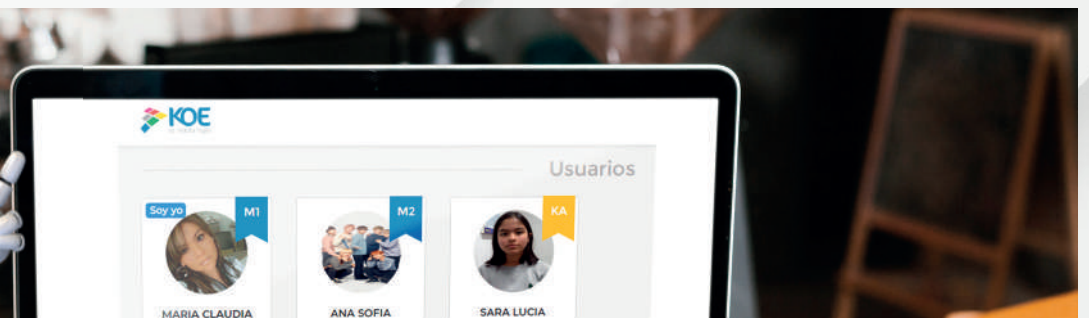 KOE
Usuarios
Soy yo
M1
M2
KA
MARIA CLAUDIA
ANA SOFIA
SARA LUCIA